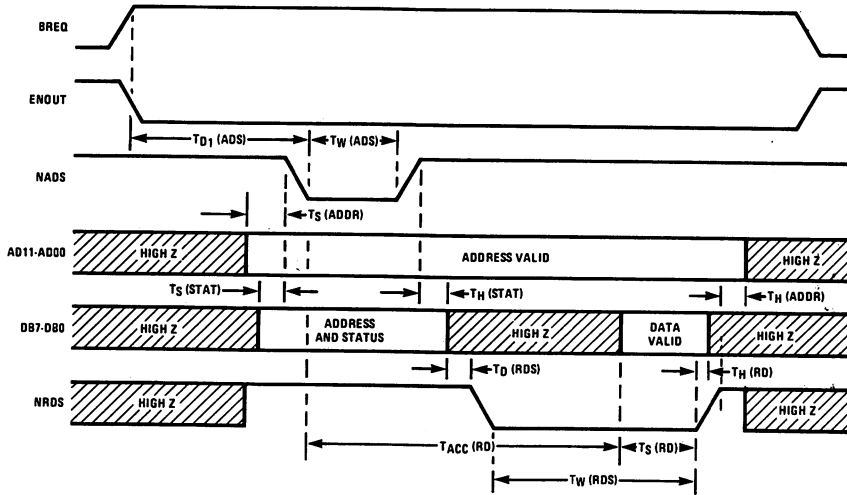 BREQ
ENOUT
TD1 (ADS) TW (ADS)
NADS
TS (ADDR)
AD11-AD00 HIGH Z ADDRESS VALID HIGH Z
TS (STAT) TH (STAT) TH (ADDR)
DB7-DB0 HIGH Z ADDRESS AND STATUS HIGH Z DATA VALID HIGH Z
TD (RDS) TH (RD)
NRDS HIGH Z HIGH Z
TACC (RD) TS (RD)
TW (RDS)